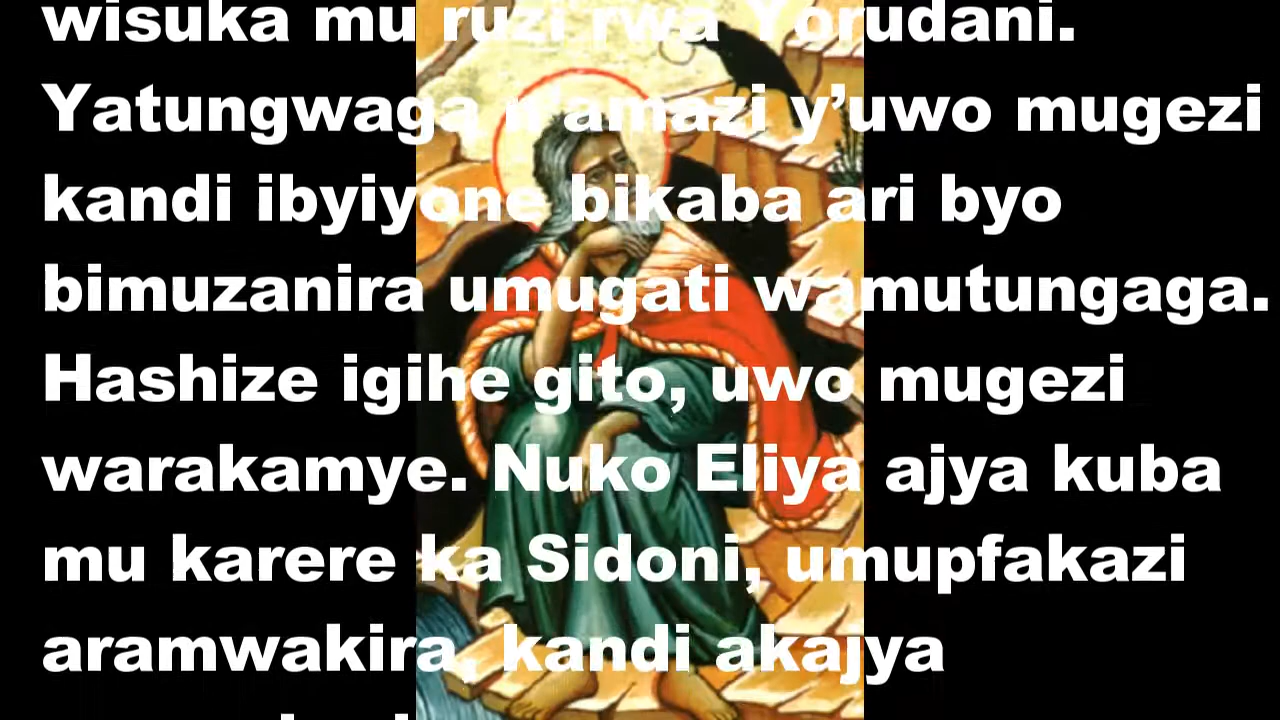 wisuka mu ruzi rwa Yorudani.
Yatungwaga n'amazi y’uwo mugezi
kandi ibyiyone bikaba ari byo
bimuzanira umugati wamutungaga.
Hashize igihe gito, uwo mugezi
warakamye. Nuko Eliya ajya kuba
mu karere ka Sidoni, umupfakazi
aramwakira, kandi akajya